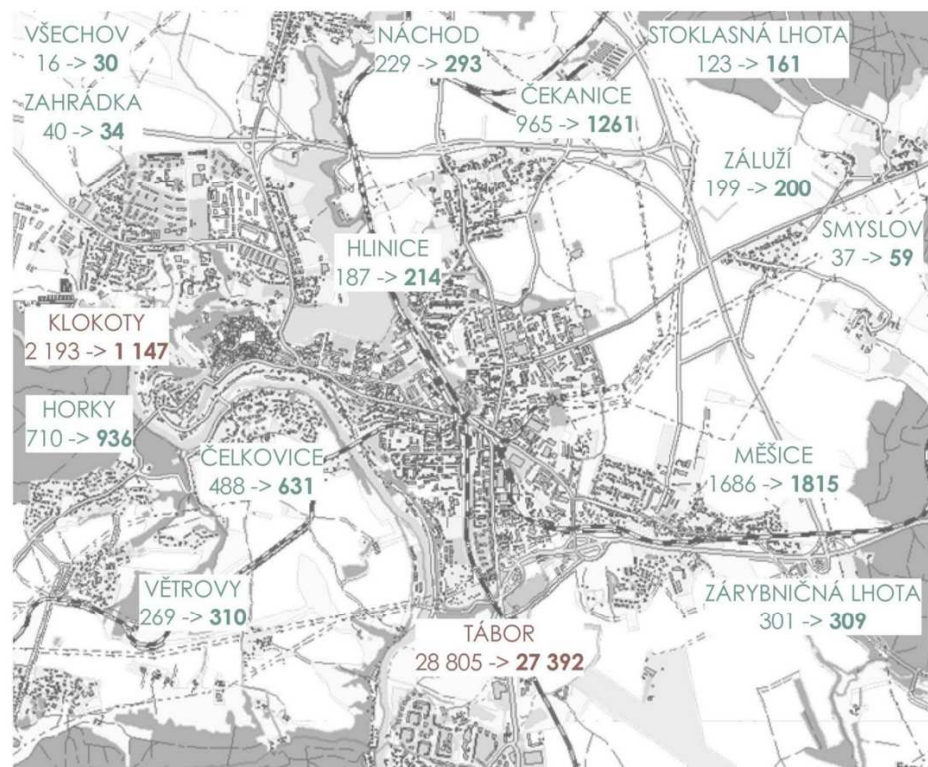 VŠECHOV
16 -> 30
NÁCHOD
229 -> 293
STOKLASNÁ LHOTA
123 -> 161
ZAHRÁDKA
40 -> 34
ČEKANICE
965 -> 1261
ZÁLUŽÍ
199 -> 200
HLINICE
187 -> 214
SMYSLOV
37 -> 59
KLOKOTY
2 193 -> 1 147
HORKY
710 -> 936
ČELKOVICE
488 -> 631
MĚŠICE
1686 -> 1815
VĚTROVY
269 -> 310
ZÁRYBNIČNÁ LHOTA
301 -> 309
TÁBOR
28 805 -> 27 392